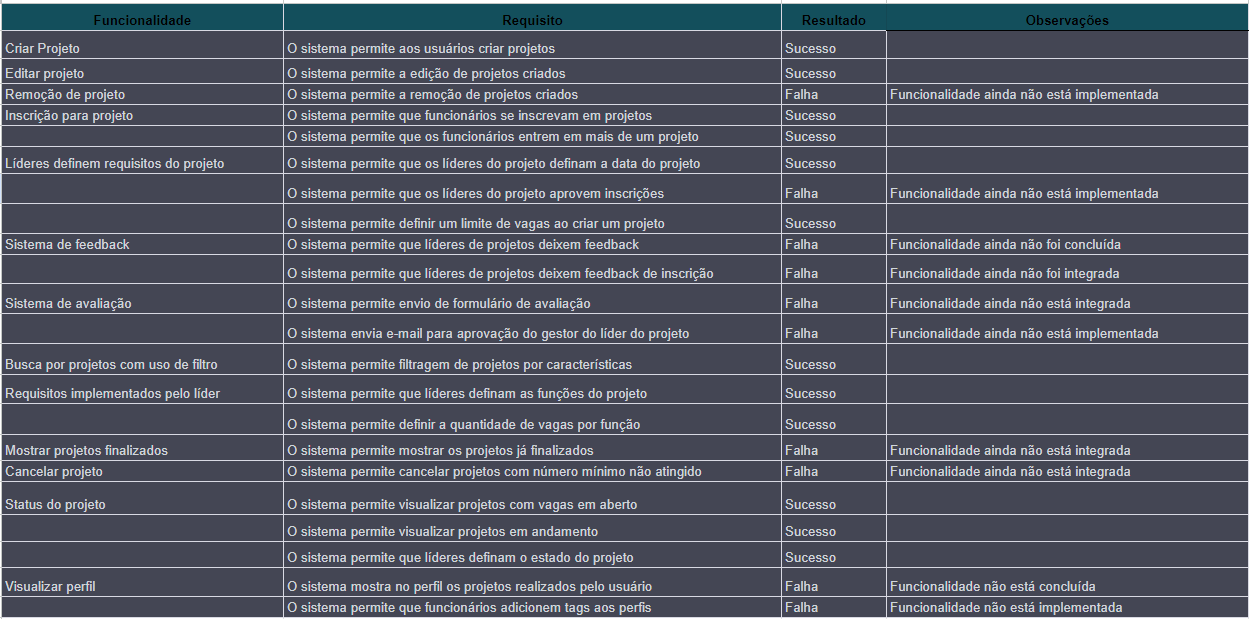 Funcionalidade Requisito Resultado Observações
Criar Projeto O sistema permite aos usuários criar projetos Sucesso
Editar projeto O sistema permite a edição de projetos criados Sucesso
Remoção de projeto O sistema permite a remoção de projetos criados Falha Funcionalidade ainda não está implementada
Inscrição para projeto O sistema permite que funcionários se inscrevam em projetos Sucesso
O sistema permite que os funcionários entrem em mais de um projeto Sucesso
Líderes definem requisitos do projeto O sistema permite que os líderes do projeto definam a data do projeto Sucesso
O sistema permite que os líderes do projeto aprovem inscrições Falha Funcionalidade ainda não está implementada
O sistema permite definir um limite de vagas ao criar um projeto Sucesso
Sistema de feedback O sistema permite que líderes de projetos deixem feedback Falha Funcionalidade ainda não foi concluída
O sistema permite que líderes de projetos deixem feedback de inscrição Falha Funcionalidade ainda não foi integrada
Sistema de avaliação O sistema permite envio de formulário de avaliação Falha Funcionalidade ainda não está integrada
O sistema envia e-mail para aprovação do gestor do líder do projeto Falha Funcionalidade ainda não está implementada
Busca por projetos com uso de filtro O sistema permite filtragem de projetos por características Sucesso
Requisitos implementados pelo líder O sistema permite que líderes definam as funções do projeto Sucesso
O sistema permite definir a quantidade de vagas por função Sucesso
Mostrar projetos finalizados O sistema permite mostrar os projetos já finalizados Falha Funcionalidade ainda não está integrada
Cancelar projeto O sistema permite cancelar projetos com número mínimo não atingido Falha Funcionalidade ainda não está integrada
Status do projeto O sistema permite visualizar projetos com vagas em aberto Sucesso
O sistema permite visualizar projetos em andamento Sucesso
O sistema permite que líderes definam o estado do projeto Sucesso
Visualizar perfil O sistema mostra no perfil os projetos realizados pelo usuário Falha Funcionalidade não está concluída
O sistema permite que funcionários adicionem tags aos perfis Falha Funcionalidade não está implementada